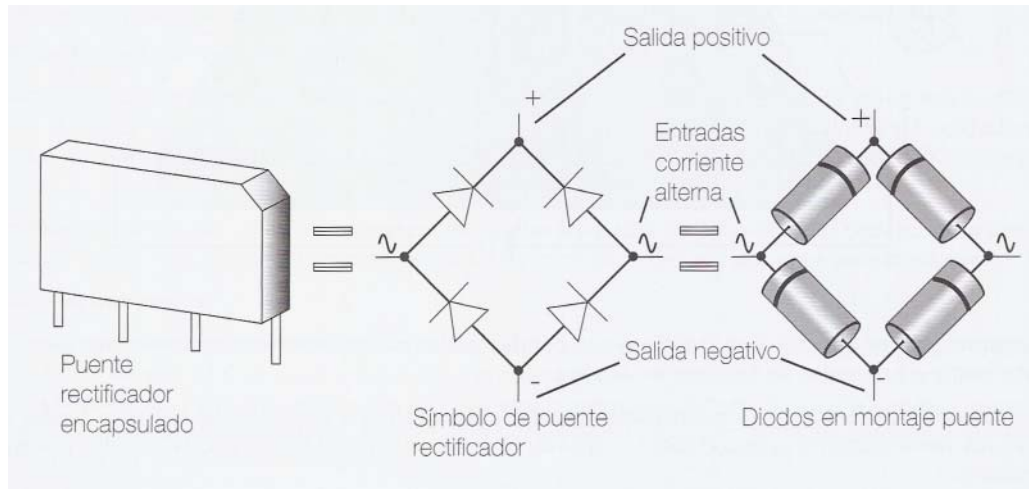 Salida positivo
+
+
Entradas
corriente
alterna
Puente
rectificador
encapsulado
Salida negativo
-
-
Símbolo de puente
rectificador
Diodos en montaje puente